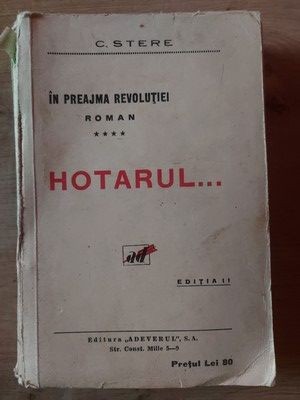 C. STERE
ÎN PREAJMA REVOLUȚIEI
ROMAN
****
HOTARUL...
EDIȚIA II
Editura „ADEVERUL”, S.A.
Str. Const. Mille 5—9
Prețul Lei 80